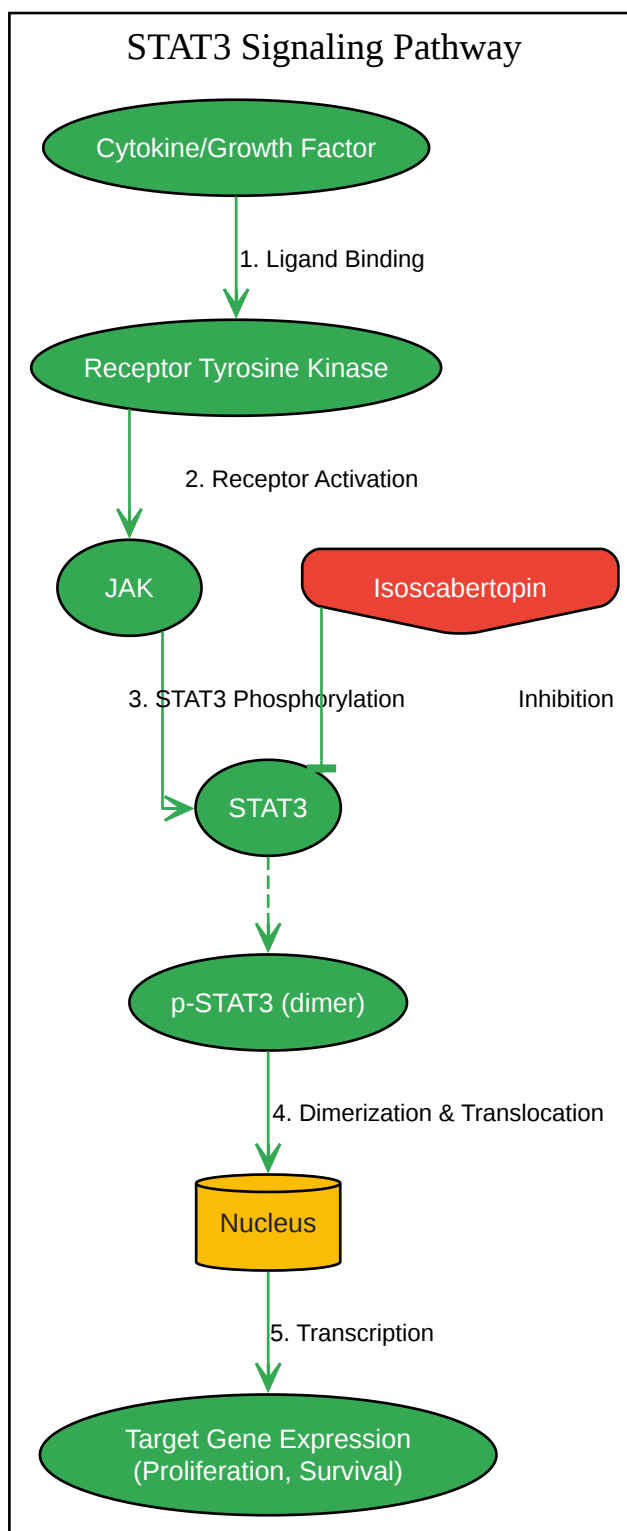 STAT3 Signaling Pathway
Cytokine/Growth Factor
1. Ligand Binding
Receptor Tyrosine Kinase
2. Receptor Activation
JAK
Isoscabertopin
3. STAT3 Phosphorylation
Inhibition
STAT3
p-STAT3 (dimer)
4. Dimerization & Translocation
Nucleus
5. Transcription
Target Gene Expression
(Proliferation, Survival)